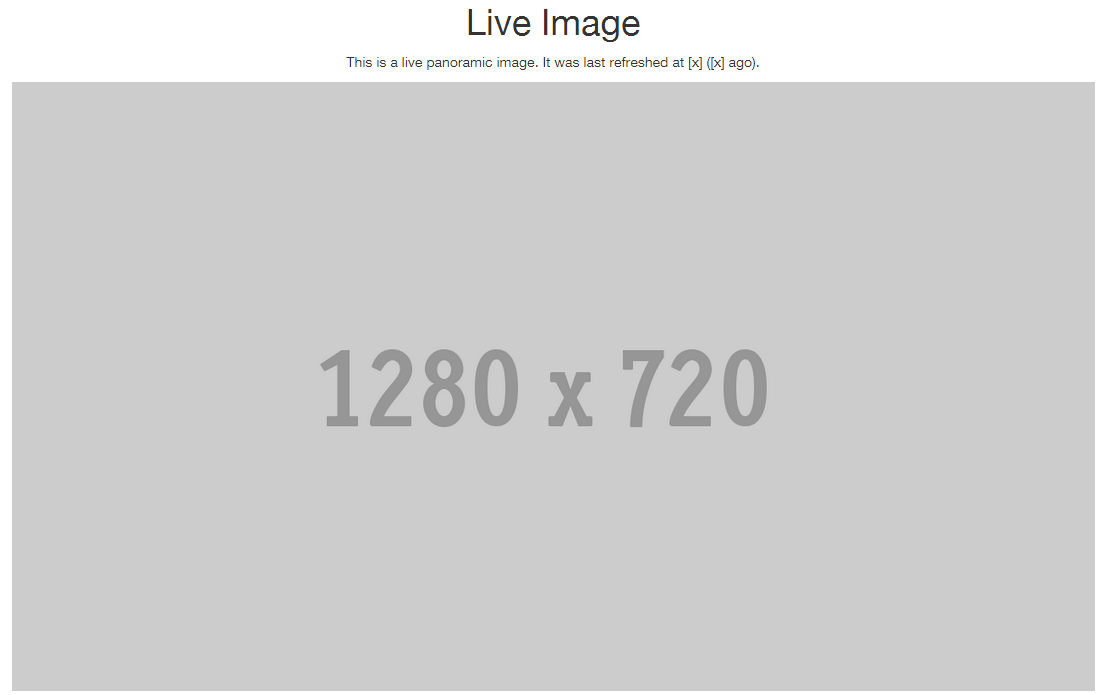 Live Image
This is a live panoramic image. It was last refreshed at [x] ([x] ago).
1280 x 720